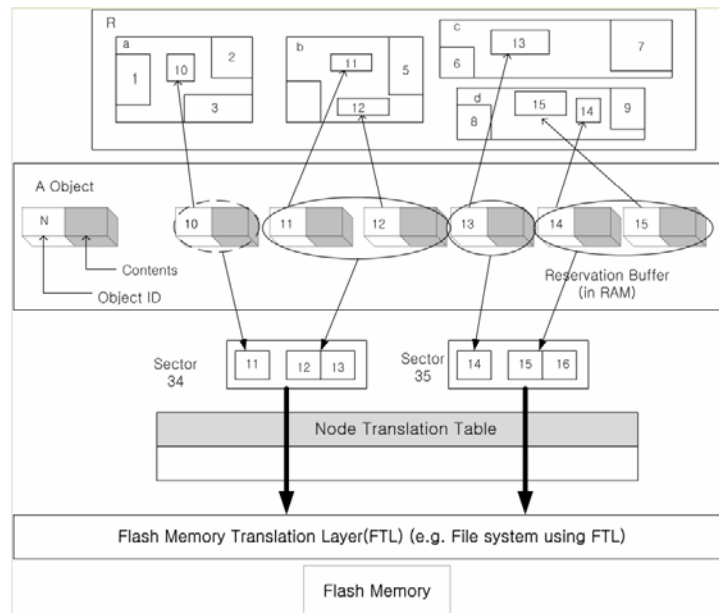 R
a
1
10
2
3
b
11
5
12
c
13
7
6
d
15
14
9
8
A Object
N
10
11
12
13
14
15
Contents
Object ID
Reservation Buffer
(in RAM)
Sector
34
11
12
13
Sector
35
14
15
16
Node Translation Table
Flash Memory Translation Layer(FTL) (e.g. File system using FTL)
Flash Memory